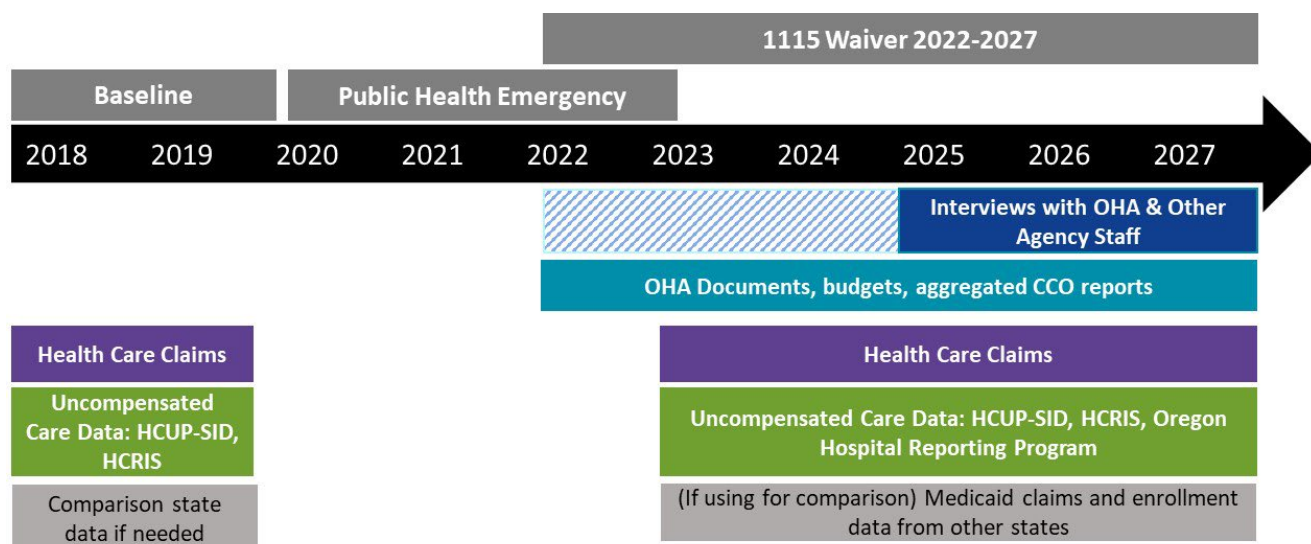 1115 Waiver 2022-2027
Baseline
Public Health Emergency
2018 2019 2020 2021 2022 2023 2024 2025 2026 2027
Interviews with OHA & Other
Agency Staff
OHA Documents, budgets, aggregated CCO reports
Health Care Claims
Health Care Claims
Uncompensated
Care Data: HCUP-SID,
HCRIS
Uncompensated Care Data: HCUP-SID, HCRIS, Oregon
Hospital Reporting Program
Comparison state
data if needed
(If using for comparison) Medicaid claims and enrollment
data from other states